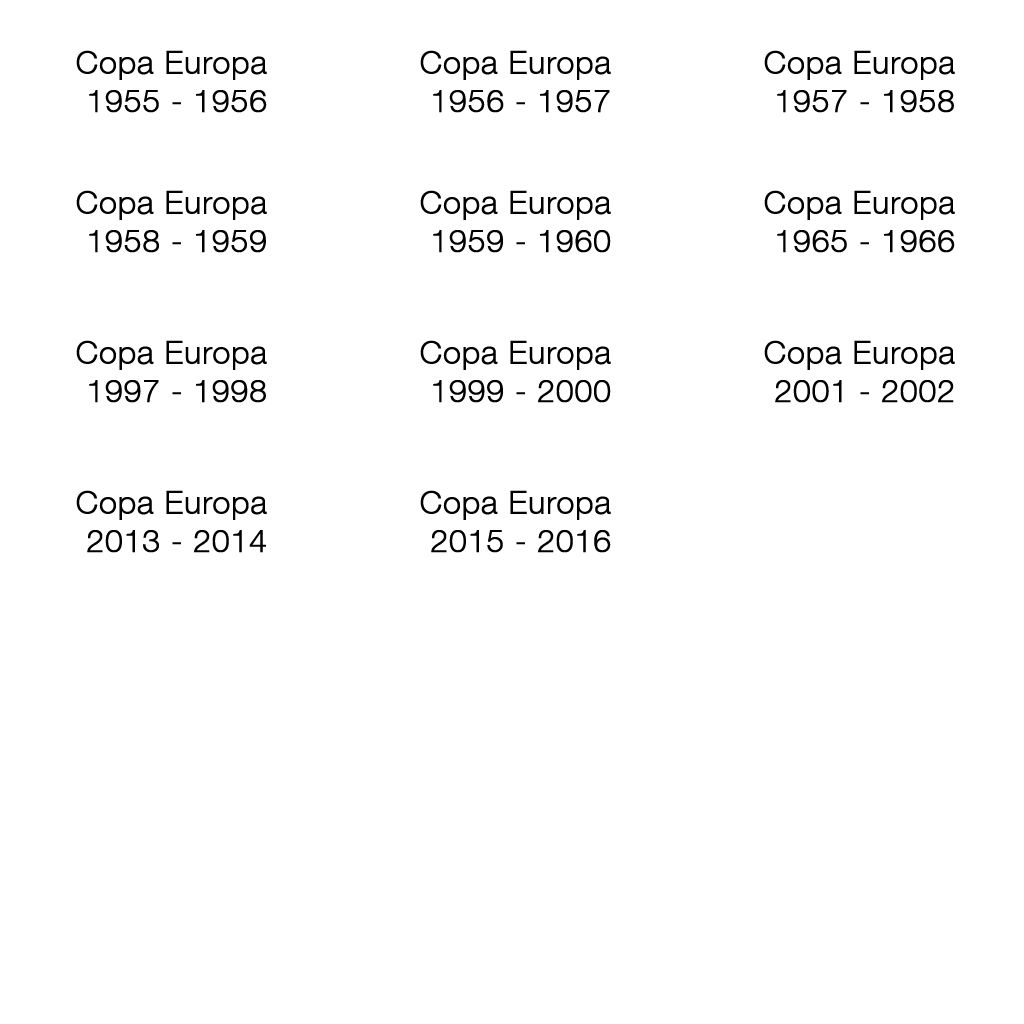 Copa Europa
1955 - 1956
Copa Europa
1956 - 1957
Copa Europa
1957 - 1958
Copa Europa
1958 - 1959
Copa Europa
1959 - 1960
Copa Europa
1965 - 1966
Copa Europa
1997 - 1998
Copa Europa
1999 - 2000
Copa Europa
2001 - 2002
Copa Europa
2013 - 2014
Copa Europa
2015 - 2016